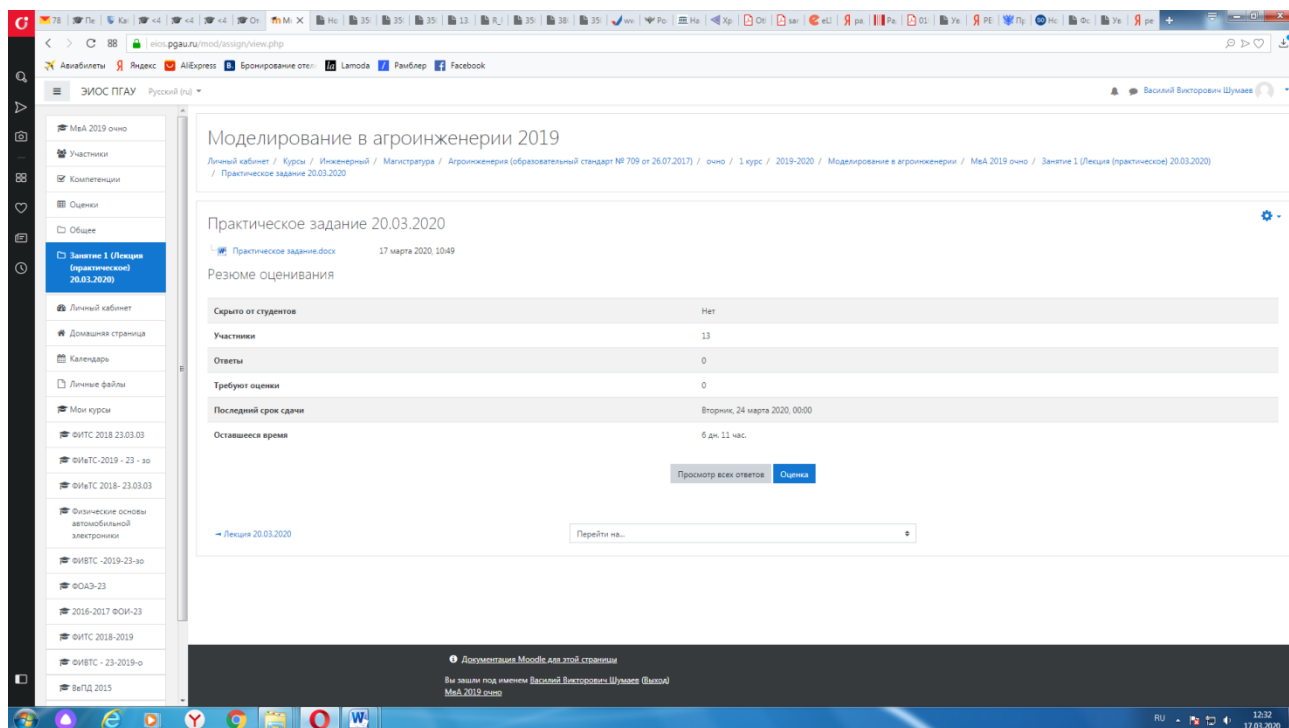 eios.pgau.ru/mod/assign/view.php
Авиабилеты Яндекс AliExpress Бронирование отел Lamoda Рамблер Facebook
ЭИОС ПГАУ Русский (ru)
Василий Викторович Шумаев
МвА 2019 очно
Участники
Компетенции
Оценки
Общее
Занятие 1 (Лекция
(практическое)
20.03.2020)
Личный кабинет
Домашняя страница
Календарь
Личные файлы
Мои курсы
ФИТС 2018 23.03.03
ФИвТС-2019 - 23 - зо
ФИвТС 2018- 23.03.03
Физические основы
автомобильной
электроники
ФИВТС -2019-23-зо
ФОАЭ-23
2016-2017 ФОИ-23
ФИТС 2018-2019
ФИВТС - 23-2019-о
ВвПД 2015
Моделирование в агроинженерии 2019
Личный кабинет / Курсы / Инженерный / Магистратура / Агроинженерия (образовательный стандарт № 709 от 26.07.2017) / очно / 1 курс / 2019-2020 / Моделирование в агроинженерии / МвА 2019 очно / Занятие 1 (Лекция (практическое) 20.03.2020)
/ Практическое задание 20.03.2020
Практическое задание 20.03.2020
Практическое задание.docx 17 марта 2020, 10:49
Резюме оценивания
Скрыто от студентов Нет
Участники 13
Ответы 0
Требуют оценки 0
Последний срок сдачи Вторник, 24 марта 2020, 00:00
Оставшееся время 6 дн. 11 час.
Просмотр всех ответов Оценка
→ Лекция 20.03.2020 Перейти на...
Документация Moodle для этой страницы
Вы зашли под именем Василий Викторович Шумаев (Выход)
МвА 2019 очно
RU 12:32
17.03.2020